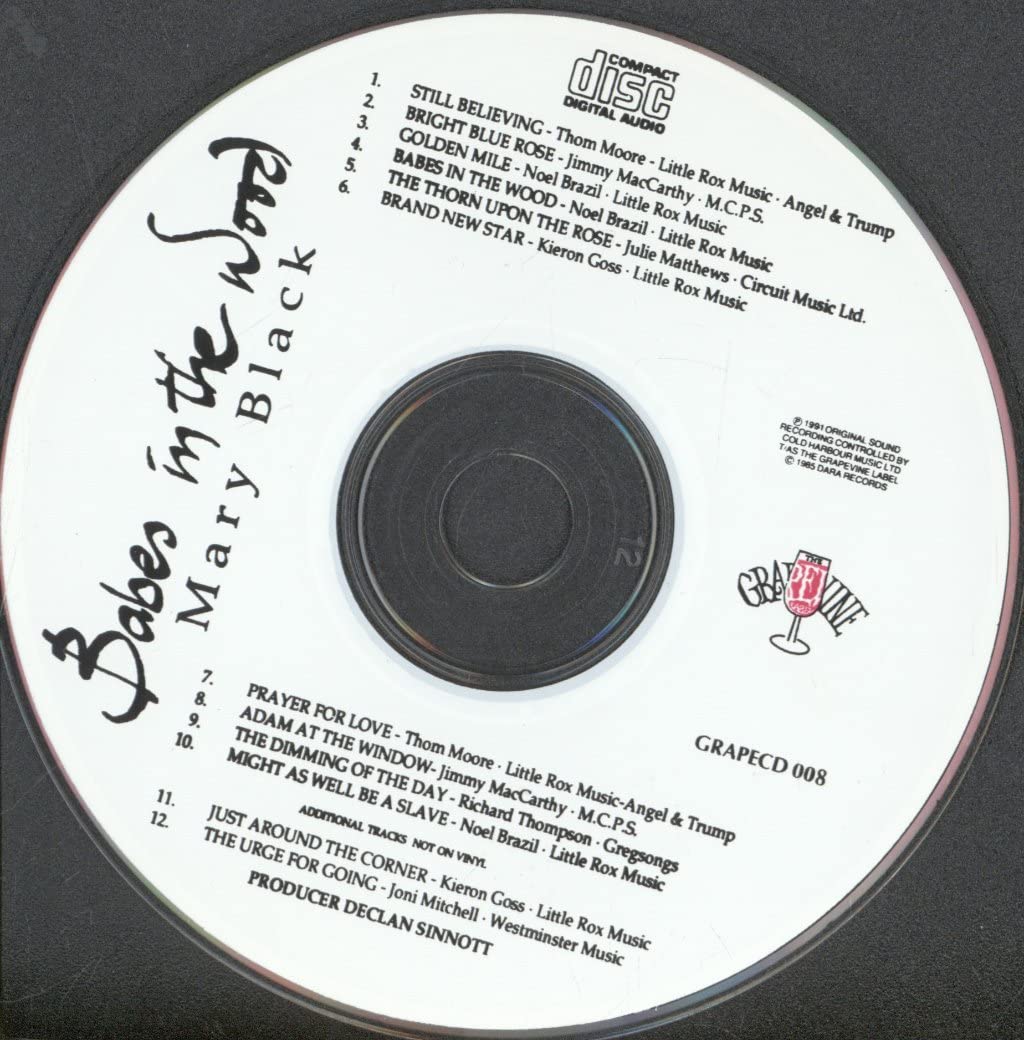 COMPACT
disc
DIGITAL AUDIO
1. STILL BELIEVING - Thom Moore - Little Rox Music · Angel & Trump
2. BRIGHT BLUE ROSE - Jimmy MacCarthy · M.C.P.S.
3. GOLDEN MILE - Noel Brazil · Little Rox Music
4. BABES IN THE WOOD - Noel Brazil · Little Rox Music
5. THE THORN UPON THE ROSE - Julie Matthews · Circuit Music Ltd.
6. BRAND NEW STAR - Kieron Goss · Little Rox Music
Babes in the Wood
Mary Black
℗ 1991 ORIGINAL SOUND
RECORDING CONTROLLED BY
COLD HARBOUR MUSIC LTD
T/AS THE GRAPEVINE LABEL
© 1985 DARA RECORDS
THE
GRAPEVINE
LABEL
GRAPECD 008
12
7. PRAYER FOR LOVE - Thom Moore · Little Rox Music-Angel & Trump
8. ADAM AT THE WINDOW- Jimmy MacCarthy · M.C.P.S.
9. THE DIMMING OF THE DAY - Richard Thompson · Gregsongs
10. MIGHT AS WELL BE A SLAVE - Noel Brazil · Little Rox Music
ADDITIONAL TRACKS NOT ON VINYL
11. JUST AROUND THE CORNER - Kieron Goss · Little Rox Music
12. THE URGE FOR GOING - Joni Mitchell · Westminster Music
PRODUCER DECLAN SINNOTT